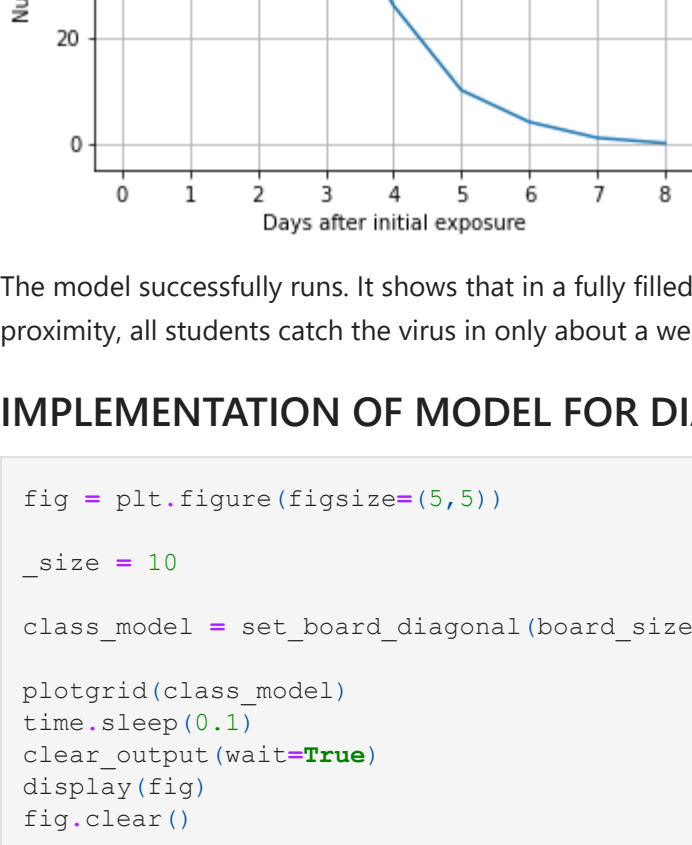 20
0
0 1 2 3 4 5 6 7 8
Days after initial exposure
The model successfully runs. It shows that in a fully filled
proximity, all students catch the virus in only about a
IMPLEMENTATION OF MODEL FOR
fig = plt.figure(figsize=(5,5))
_size = 10
class_model = set_board_diagonal(board_size
plotgrid(class_model)
time.sleep(0.1)
clear_output(wait=True)
display(fig)
fig.clear()